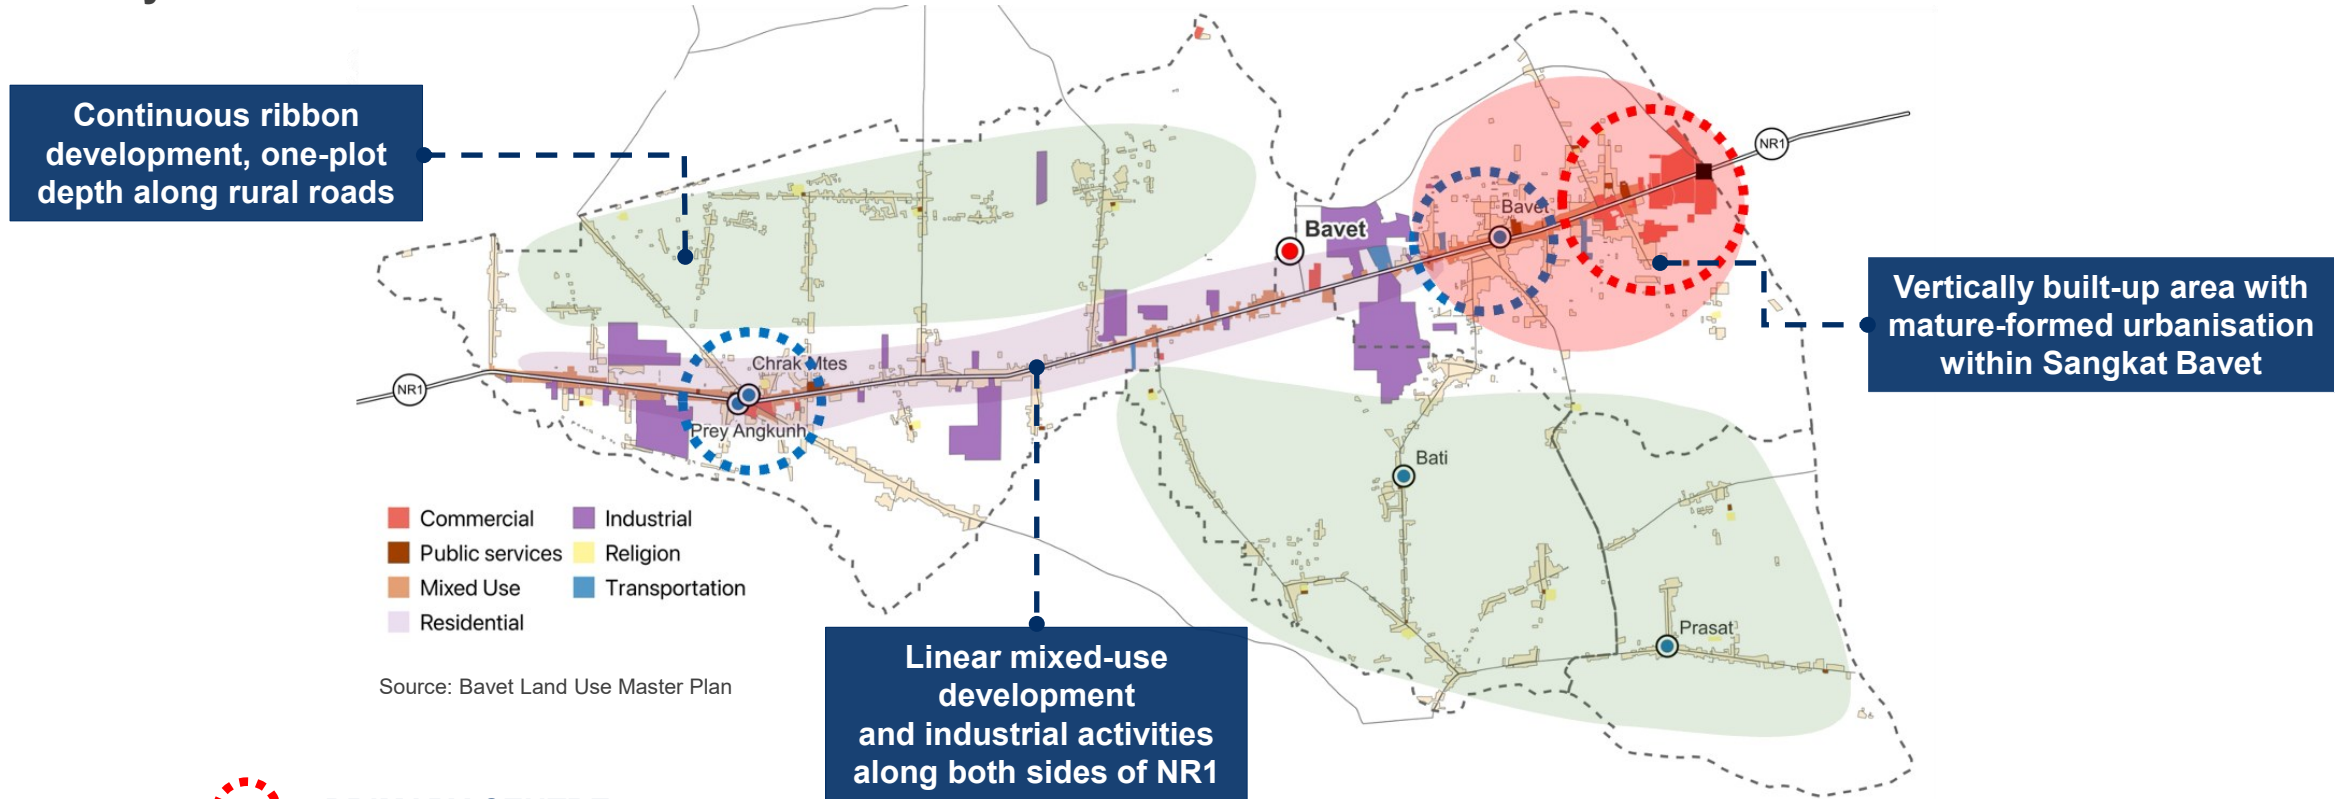 Continuous ribbon
development, one-plot
depth along rural roads
NR1
Bavet
Bavet
Vertically built-up area with
mature-formed urbanisation
within Sangkat Bavet
NR1
Chrak Mtes
Prey Angkunh
Bati
Prasat
Commercial
Industrial
Public services
Religion
Mixed Use
Transportation
Residential
Source: Bavet Land Use Master Plan
Linear mixed-use
development
and industrial activities
along both sides of NR1